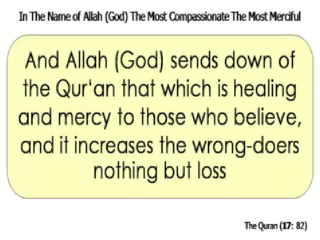 In The Name of Allah (God) The Most Compassionate The Most Merciful
And Allah (God) sends down of
the Qur‘an that which is healing
and mercy to those who believe,
and it increases the wrong-doers
nothing but loss
The Quran (17: 82)